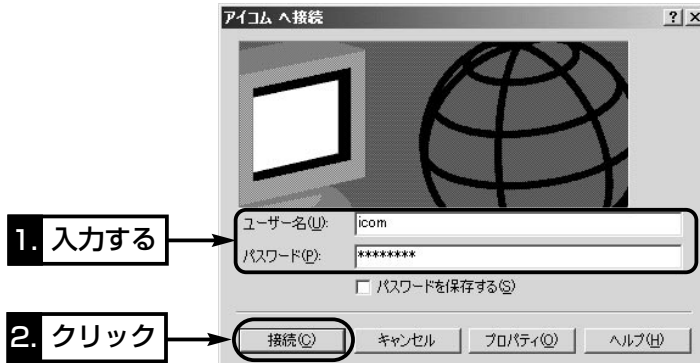 アイコム へ接続
? ×
1. 入力する
ユーザー名(U): icom
パスワード(P): ********
パスワードを保存する(S)
2. クリック
接続(C) キャンセル プロパティ(O) ヘルプ(H)